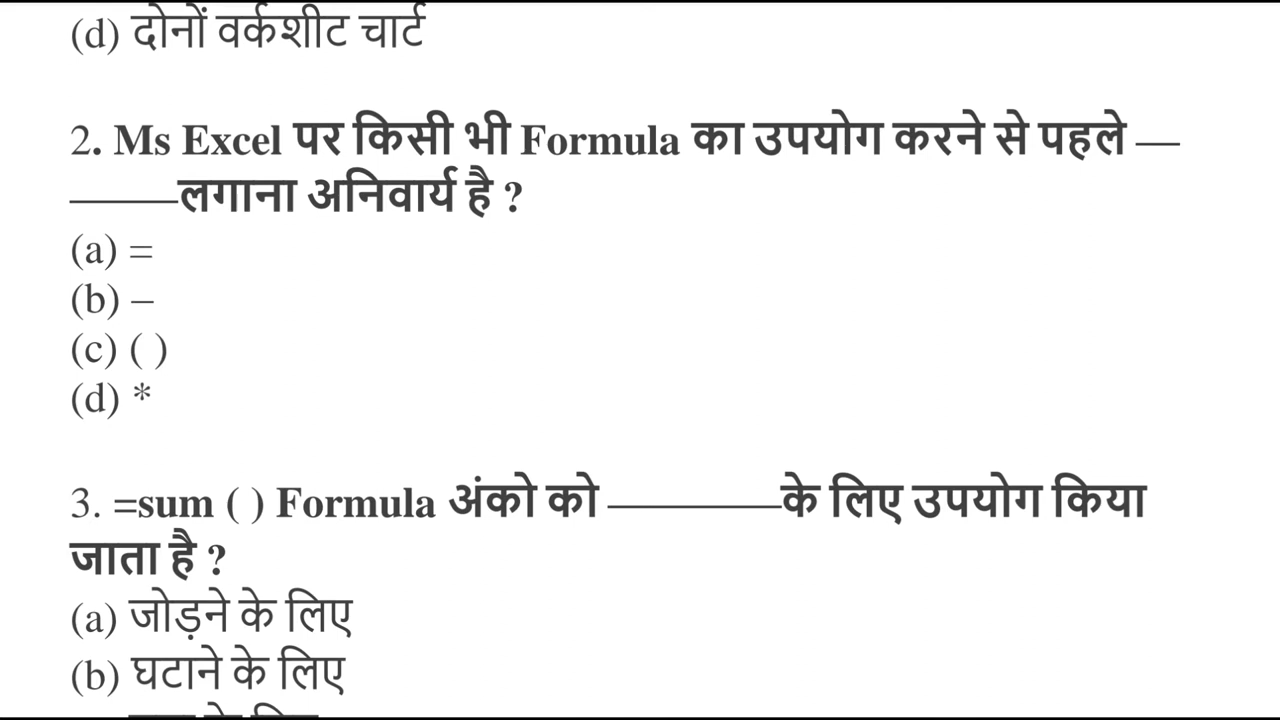 (d) दोनों वर्कशीट चार्ट
2. Ms Excel पर किसी भी Formula का उपयोग करने से पहले —
———लगाना अनिवार्य है ?
(a) =
(b) –
(c) ( )
(d) *
3. =sum ( ) Formula अंको को ————के लिए उपयोग किया
जाता है ?
(a) जोड़ने के लिए
(b) घटाने के लिए